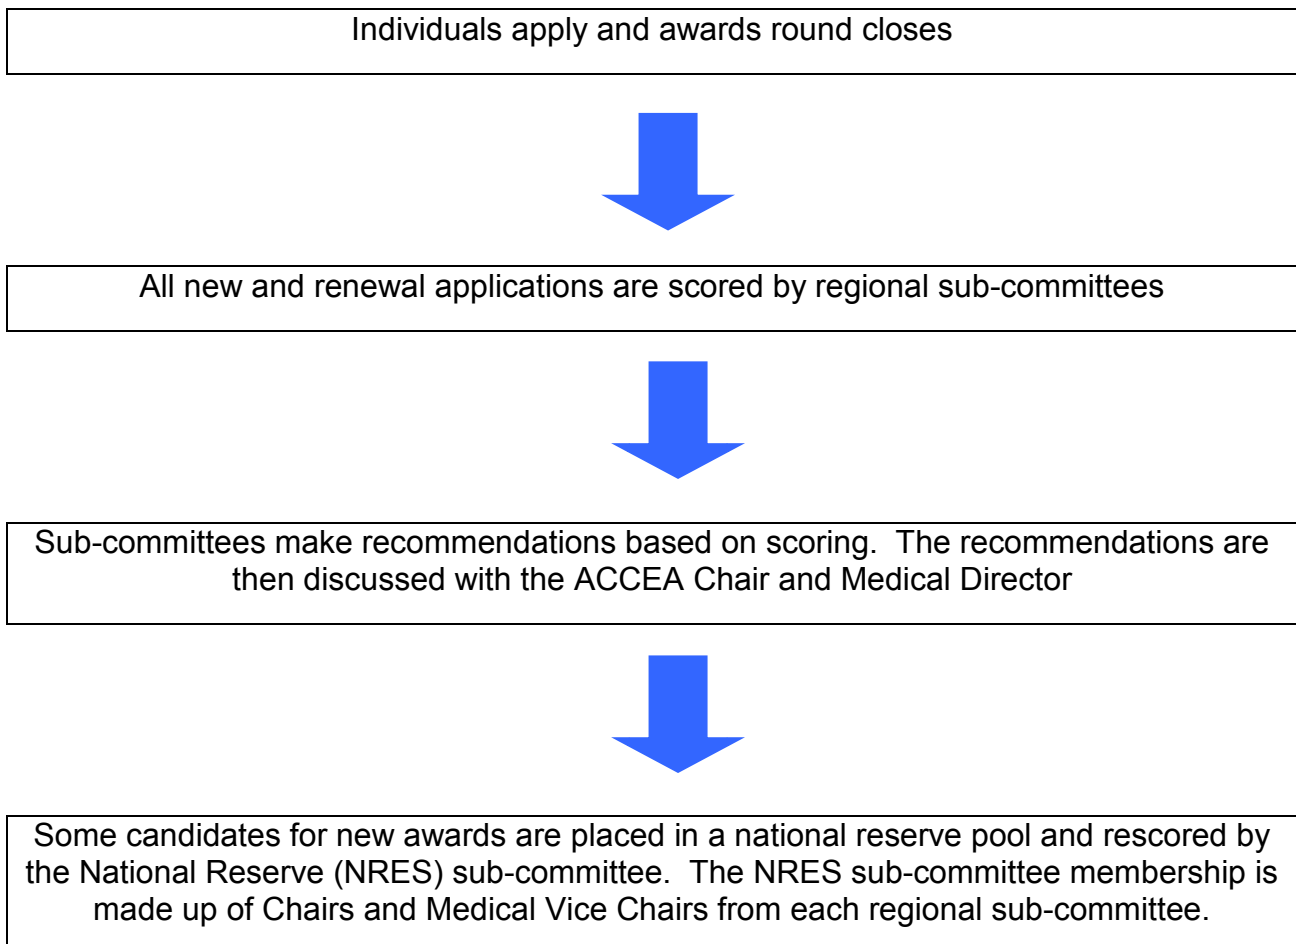 Individuals apply and awards round closes
All new and renewal applications are scored by regional sub-committees
Sub-committees make recommendations based on scoring.  The recommendations are
then discussed with the ACCEA Chair and Medical Director
Some candidates for new awards are placed in a national reserve pool and rescored by
the National Reserve (NRES) sub-committee.  The NRES sub-committee membership is
made up of Chairs and Medical Vice Chairs from each regional sub-committee.